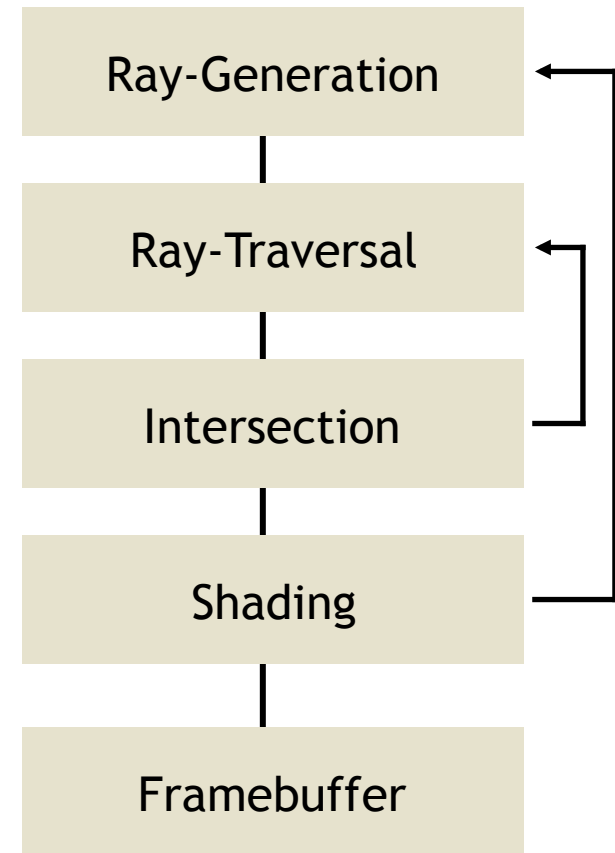 Ray-Generation
Ray-Traversal
Intersection
Shading
Framebuffer